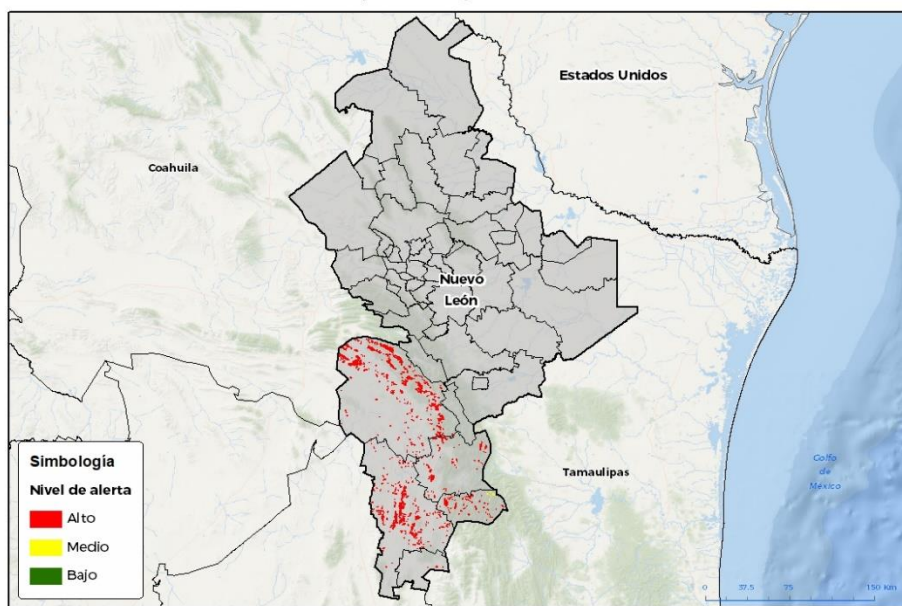 Estados Unidos
Coahuila
Nuevo
León
Simbología
Nivel de alerta
Alto
Medio
Bajo
Tamaulipas
Golfo
de
México
0 37.5 75 150 Km